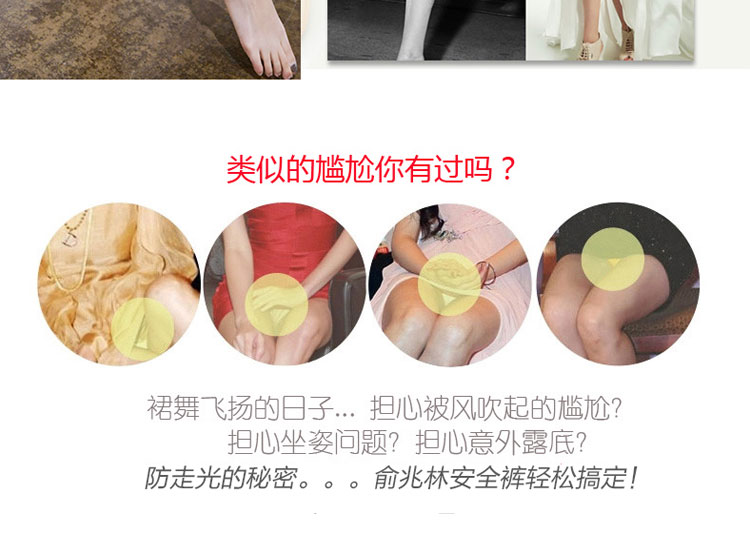 类似的尴尬你有过吗？
裙舞飞扬的日子... 担心被风吹起的尴尬?
担心坐姿问题? 担心意外露底?
防走光的秘密。。。俞兆林安全裤轻松搞定!